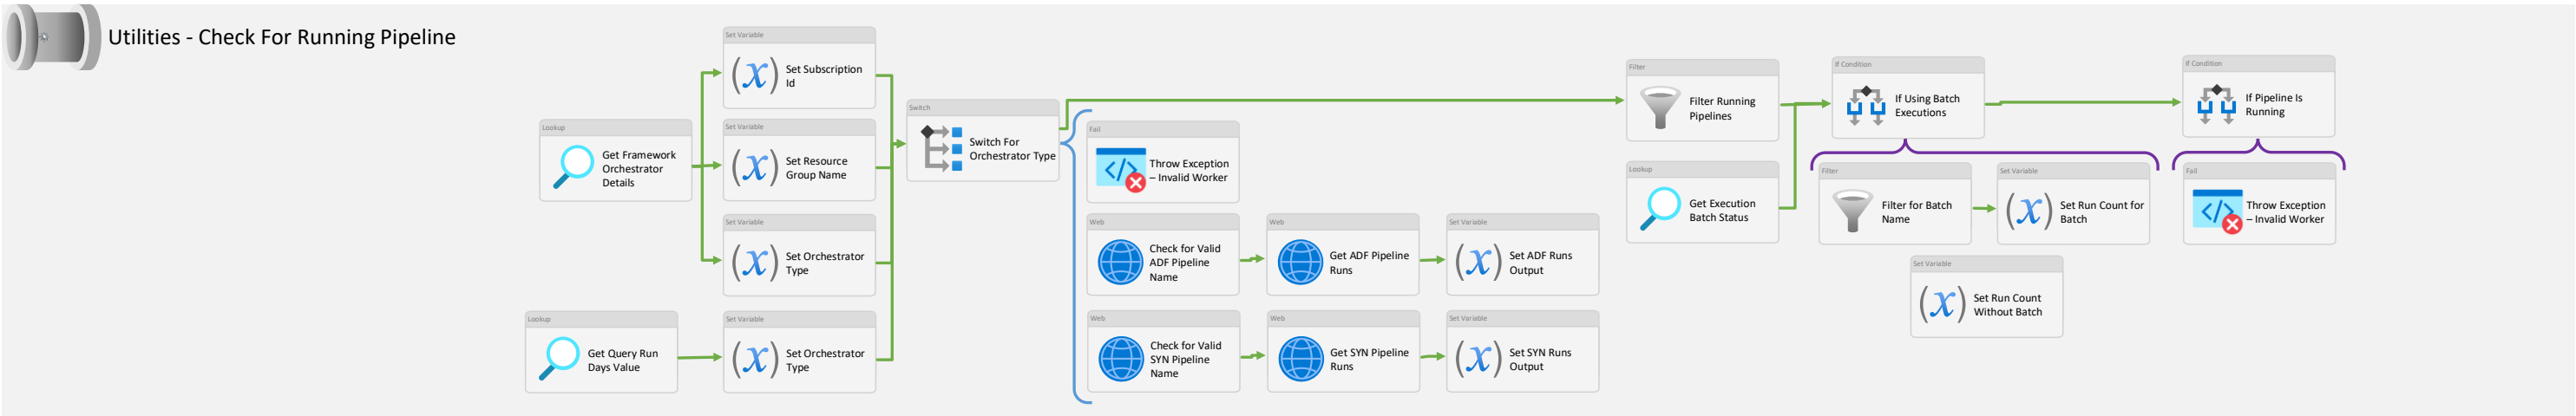 Utilities - Check For Running Pipeline
Lookup
Get Framework
Orchestrator
Details
Lookup
Get Query Run
Days Value
Set Variable
Set Subscription
Id
Set Variable
Set Resource
Group Name
Set Variable
Set Orchestrator
Type
Set Variable
Set Orchestrator
Type
Switch
Switch For
Orchestrator Type
Fail
Throw Exception
– Invalid Worker
Web
Check for Valid
ADF Pipeline
Name
Web
Get ADF Pipeline
Runs
Set Variable
Set ADF Runs
Output
Web
Check for Valid
SYN Pipeline
Name
Web
Get SYN Pipeline
Runs
Set Variable
Set SYN Runs
Output
Filter
Filter Running
Pipelines
Lookup
Get Execution
Batch Status
If Condition
If Using Batch
Executions
Filter
Filter for Batch
Name
Set Variable
Set Run Count for
Batch
Set Variable
Set Run Count
Without Batch
If Condition
If Pipeline Is
Running
Fail
Throw Exception
– Invalid Worker